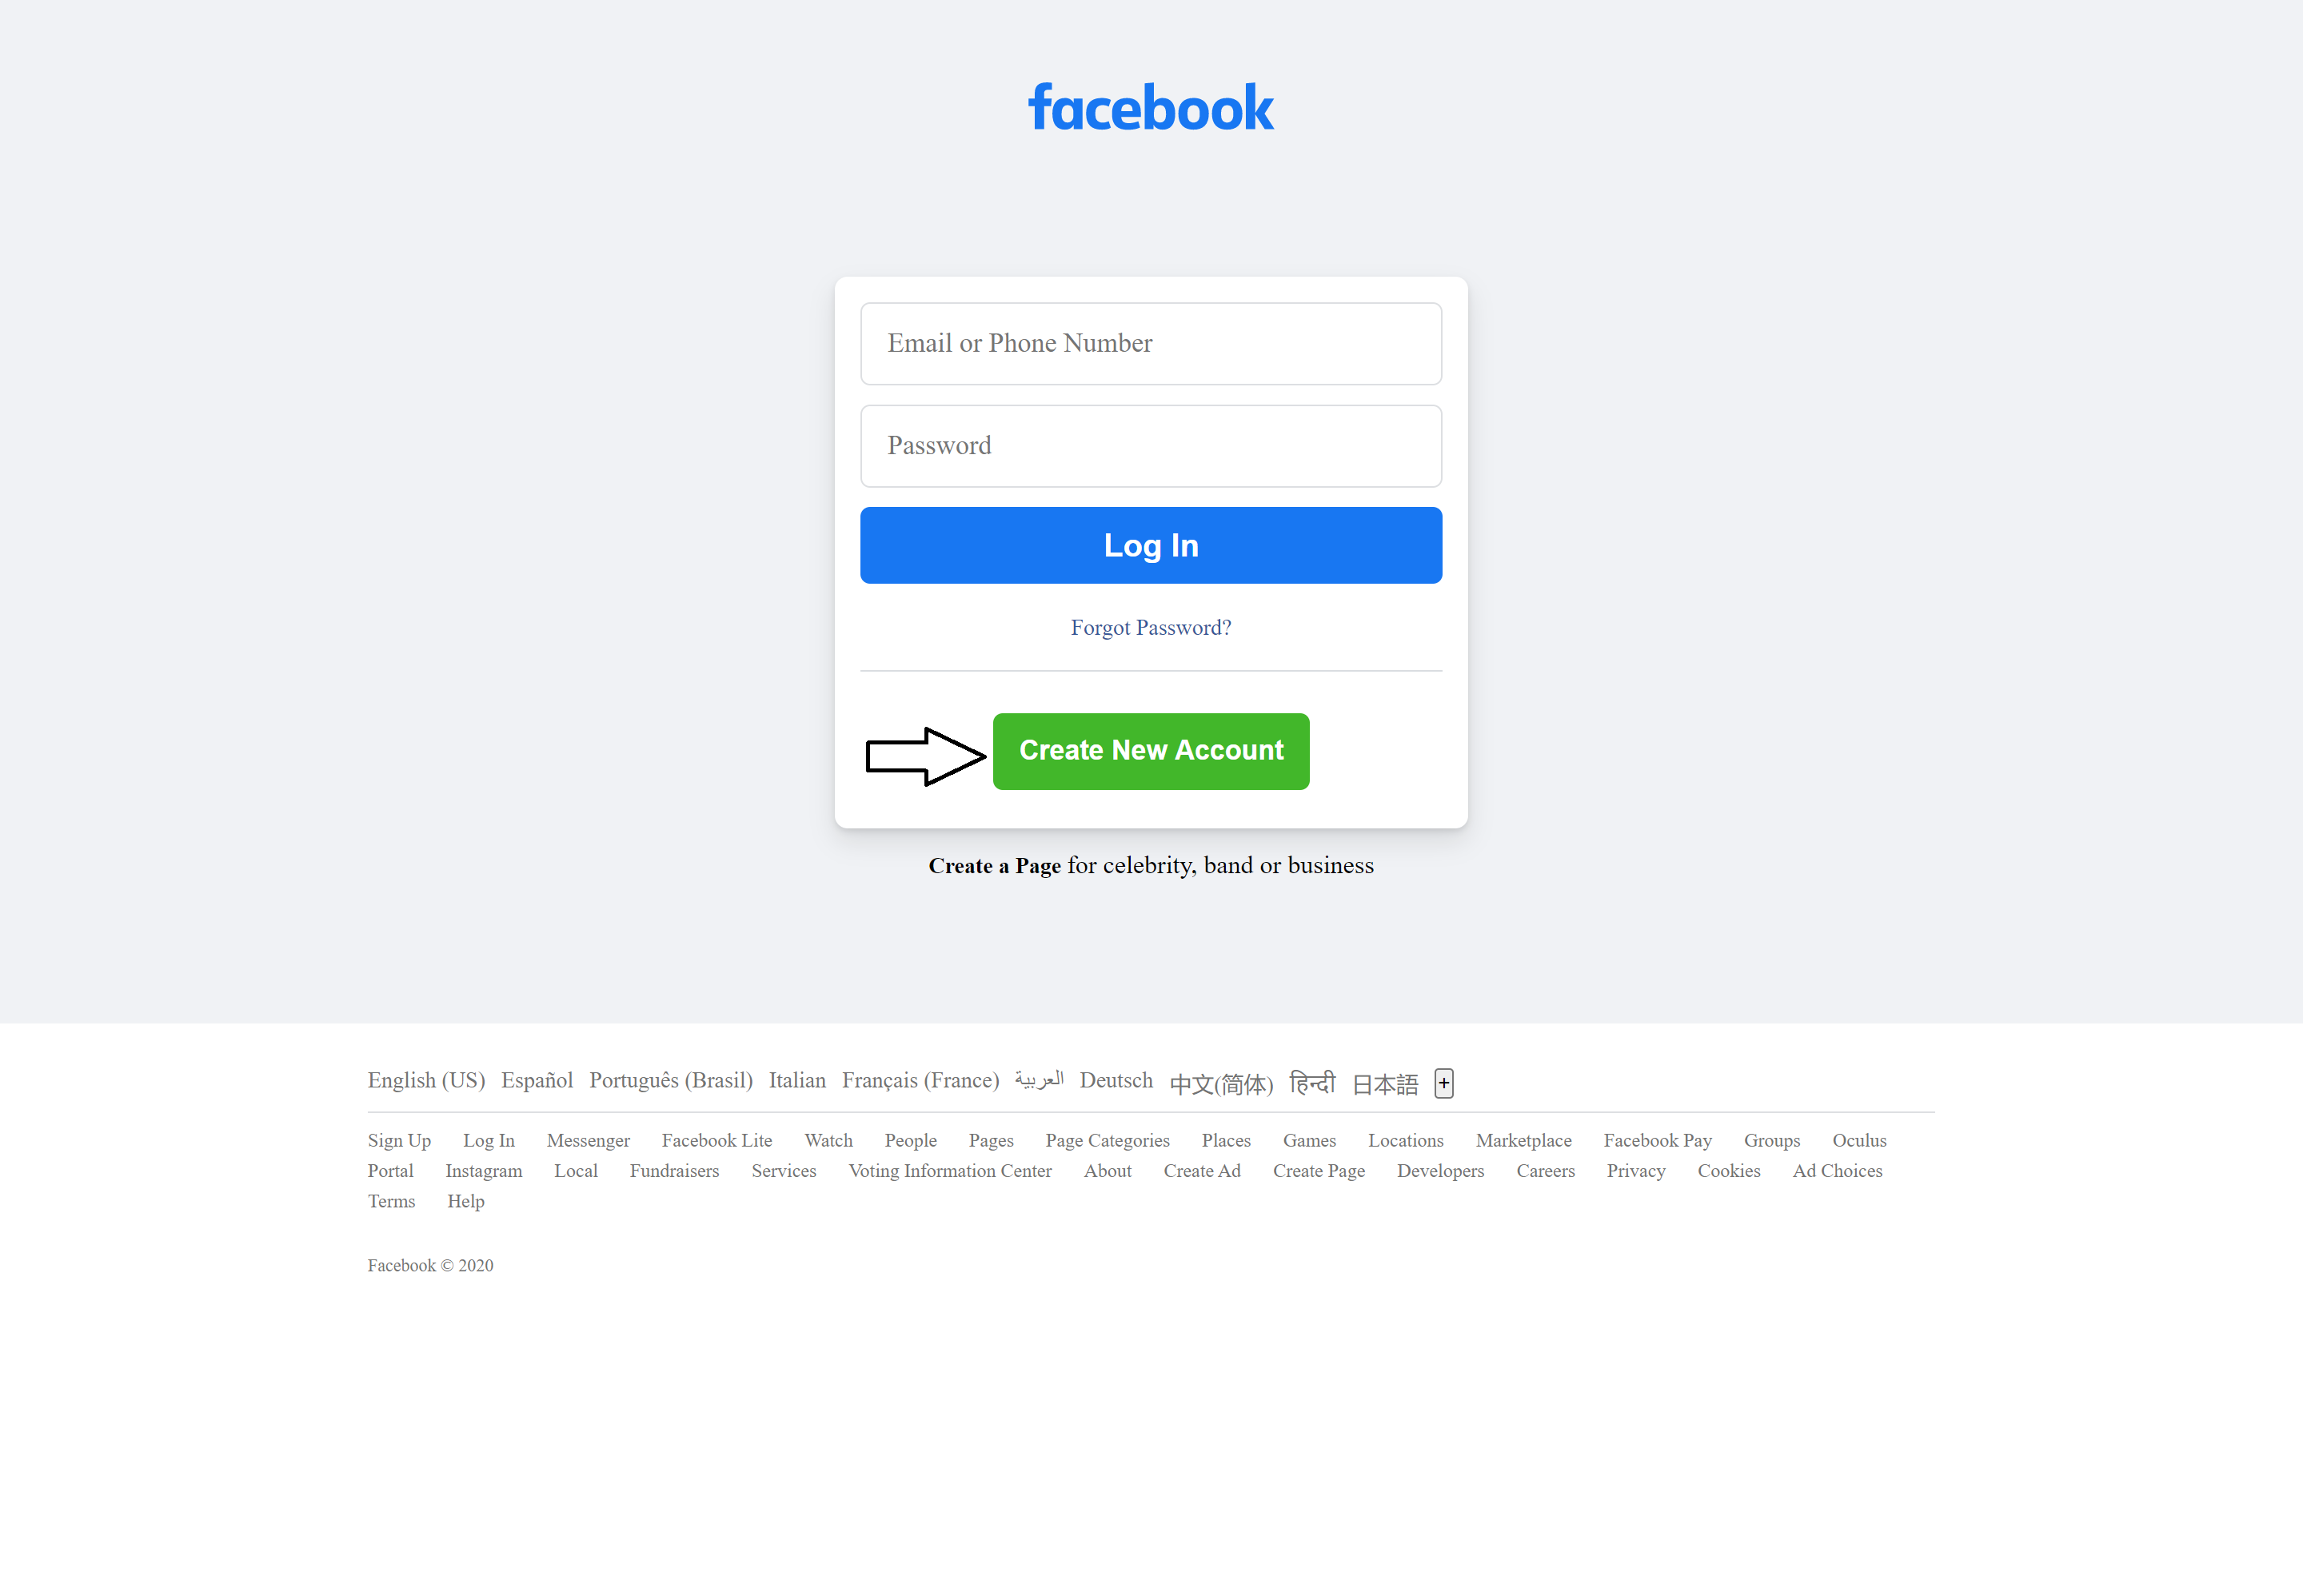 facebook
Email or Phone Number
Password
Log In
Forgot Password?
Create New Account
Create a Page for celebrity, band or business
English (US) Español Português (Brasil) Italian Français (France) العربية Deutsch 中文(简体) हिन्दी 日本語 +
Sign Up Log In Messenger Facebook Lite Watch People Pages Page Categories Places Games Locations Marketplace Facebook Pay Groups Oculus
Portal Instagram Local Fundraisers Services Voting Information Center About Create Ad Create Page Developers Careers Privacy Cookies Ad Choices
Terms Help
Facebook © 2020